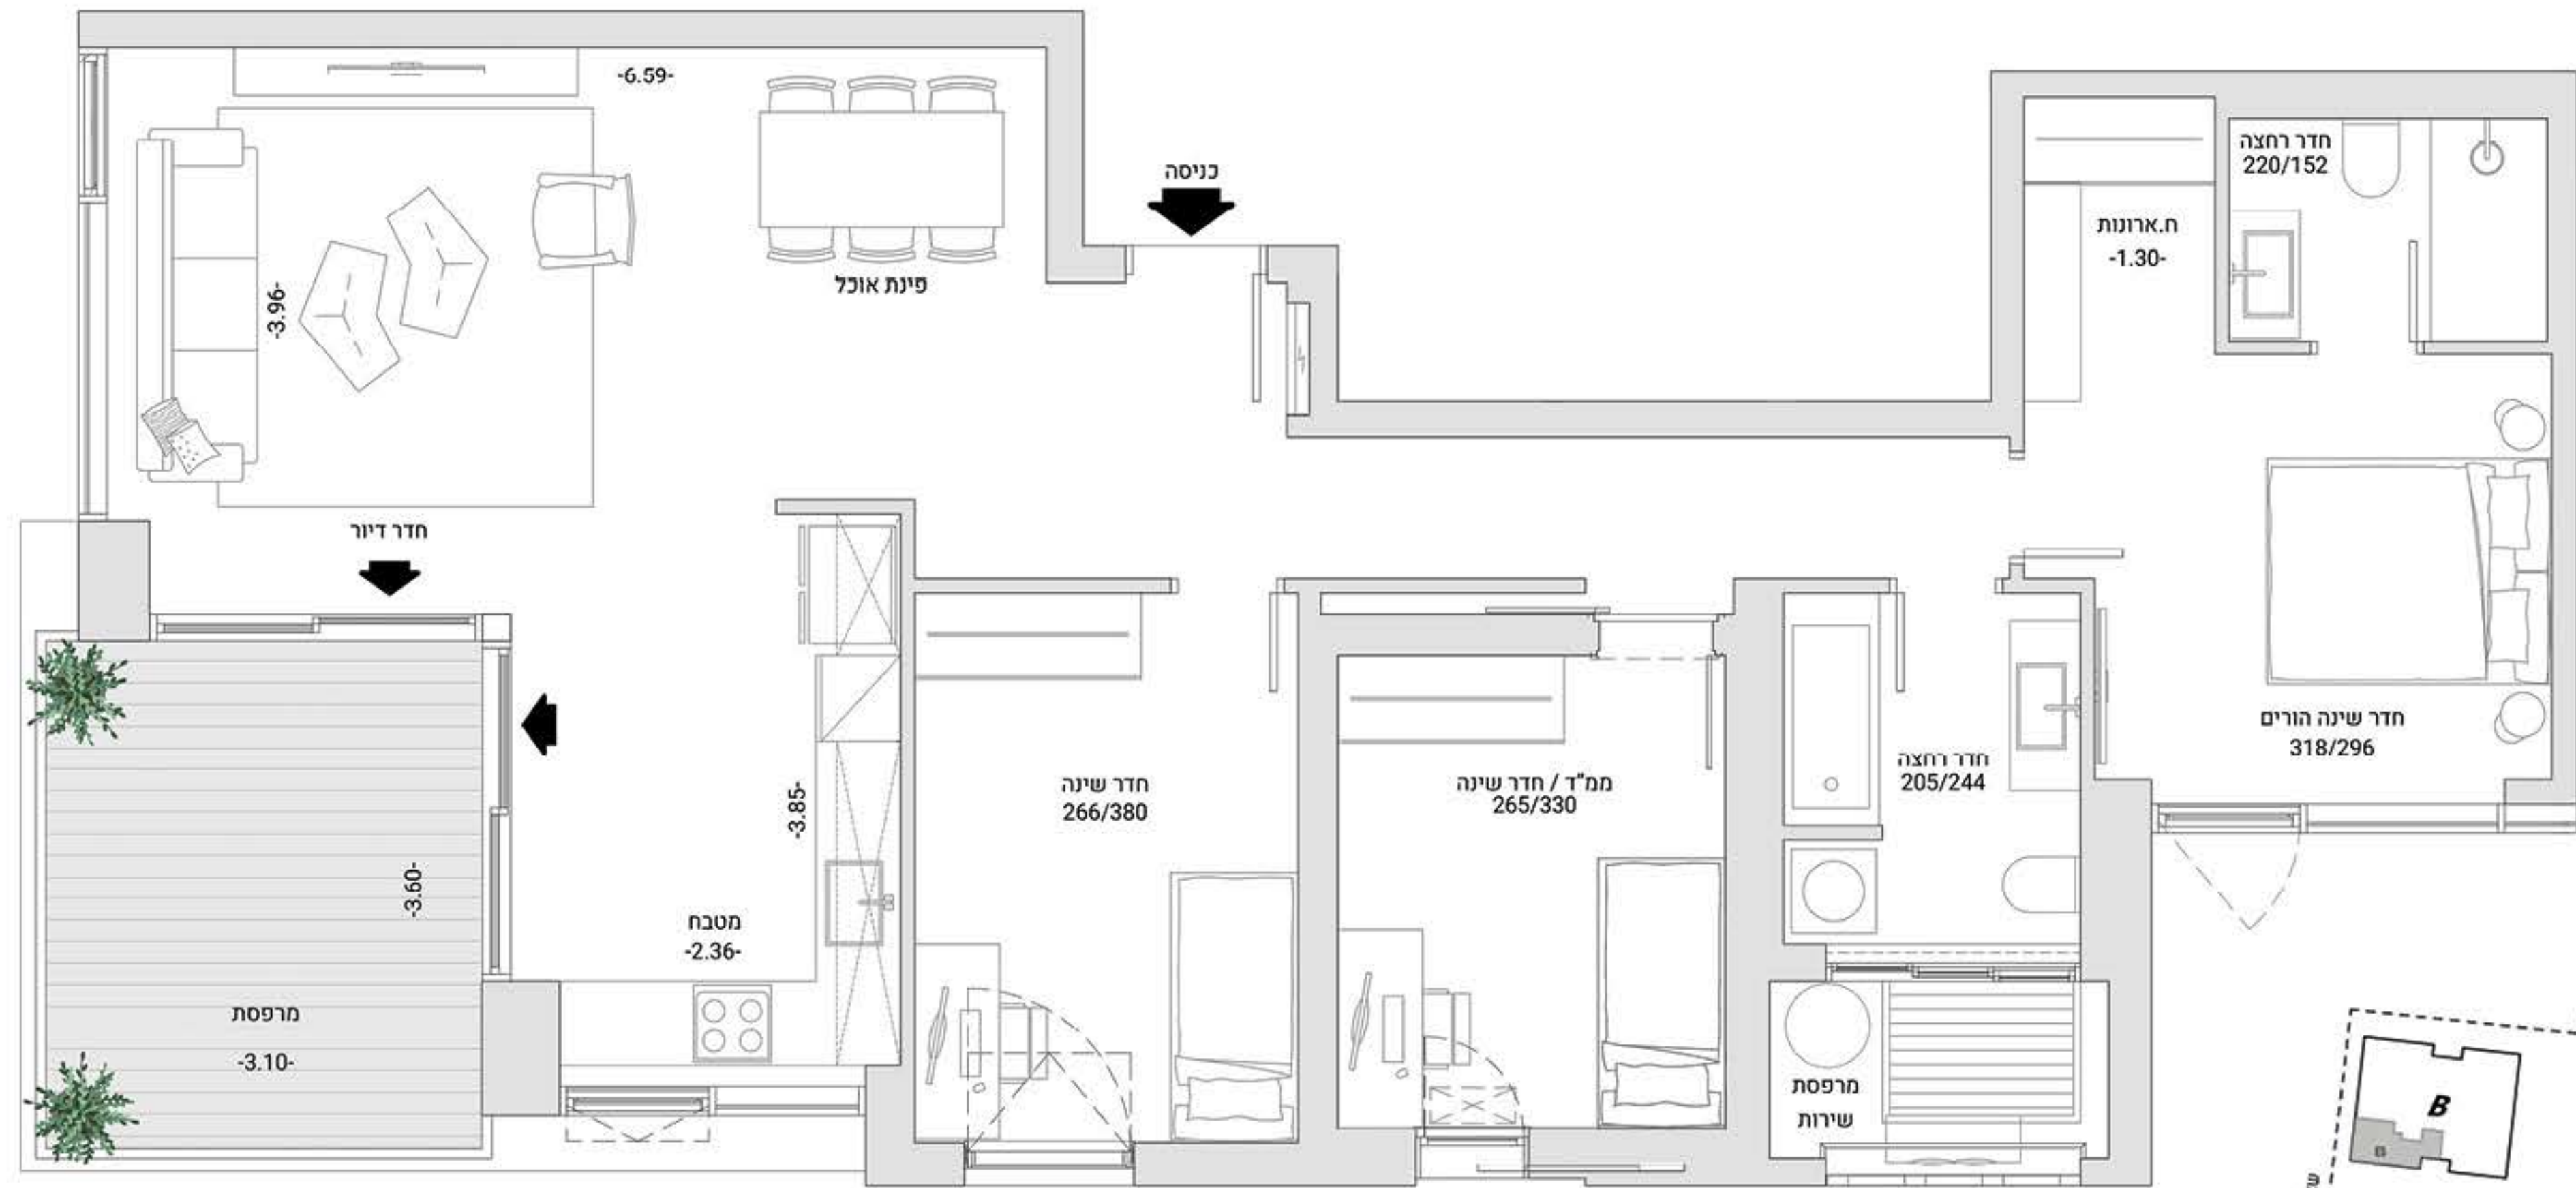 -6.59-
כניסה
חדר רחצה
220/152
ח.ארונות
-1.30-
פינת אוכל
-3.96-
חדר דיור
חדר שינה הורים
318/296
חדר רחצה
205/244
ממ"ד / חדר שינה
265/330
חדר שינה
266/380
-3.85-
-3.60-
מטבח
-2.36-
מרפסת
-3.10-
מרפסת
שירות
B